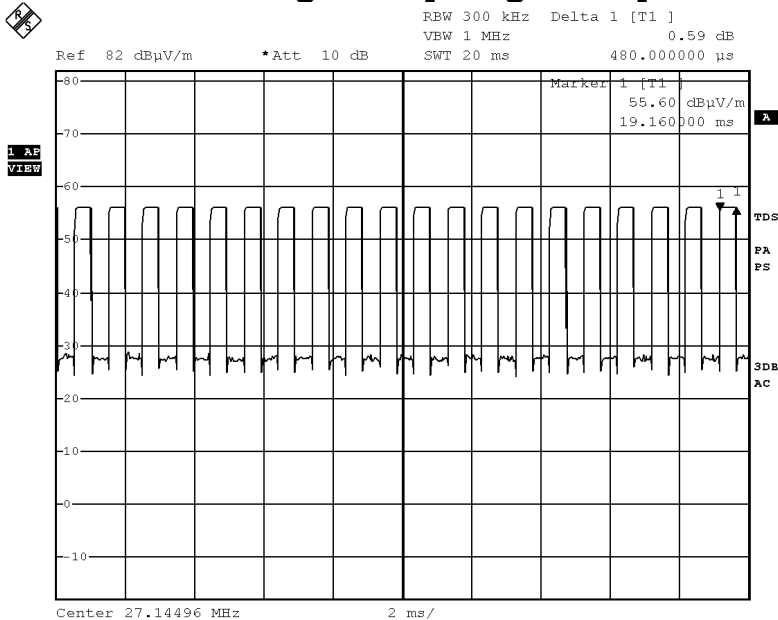 RBW 300 kHz Delta 1 [T1 ]
VBW 1 MHz 0.59 dB
Ref 82 dBµV/m *Att 10 dB SWT 20 ms 480.000000 µs
R S
80
Marker 1 [T1 ]
55.60 dBµV/m
19.160000 ms
A
70
1 AP
VIEW
60
1 1
TDS
50
PA
PS
40
30
3DB
AC
20
10
0
-10
Center 27.14496 MHz 2 ms/